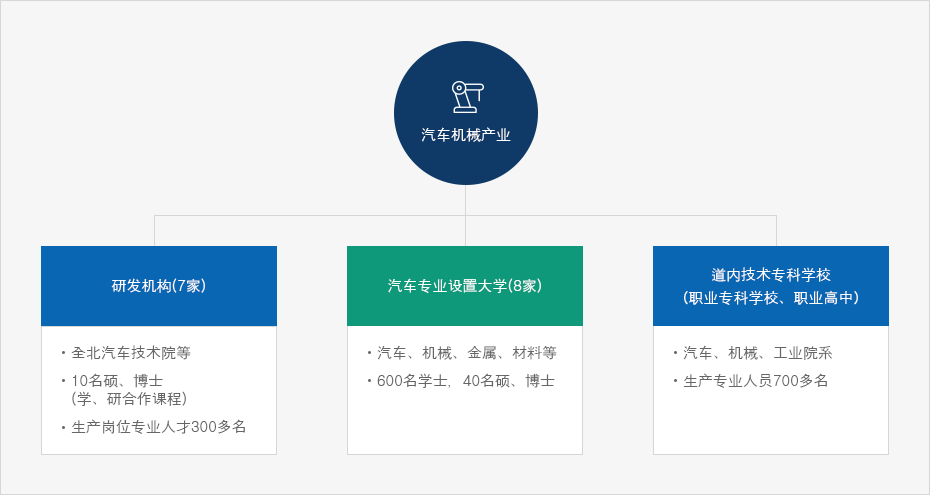 汽车机械产业
研发机构(7家)
• 全北汽车技术院等
• 10名硕、博士
(学、研合作课程)
• 生产岗位专业人才300多名
汽车专业设置大学(8家)
• 汽车、机械、金属、材料等
• 600名学士，40名硕、博士
道内技术专科学校
(职业专科学校、职业高中)
• 汽车、机械、工业院系
• 生产专业人员700多名